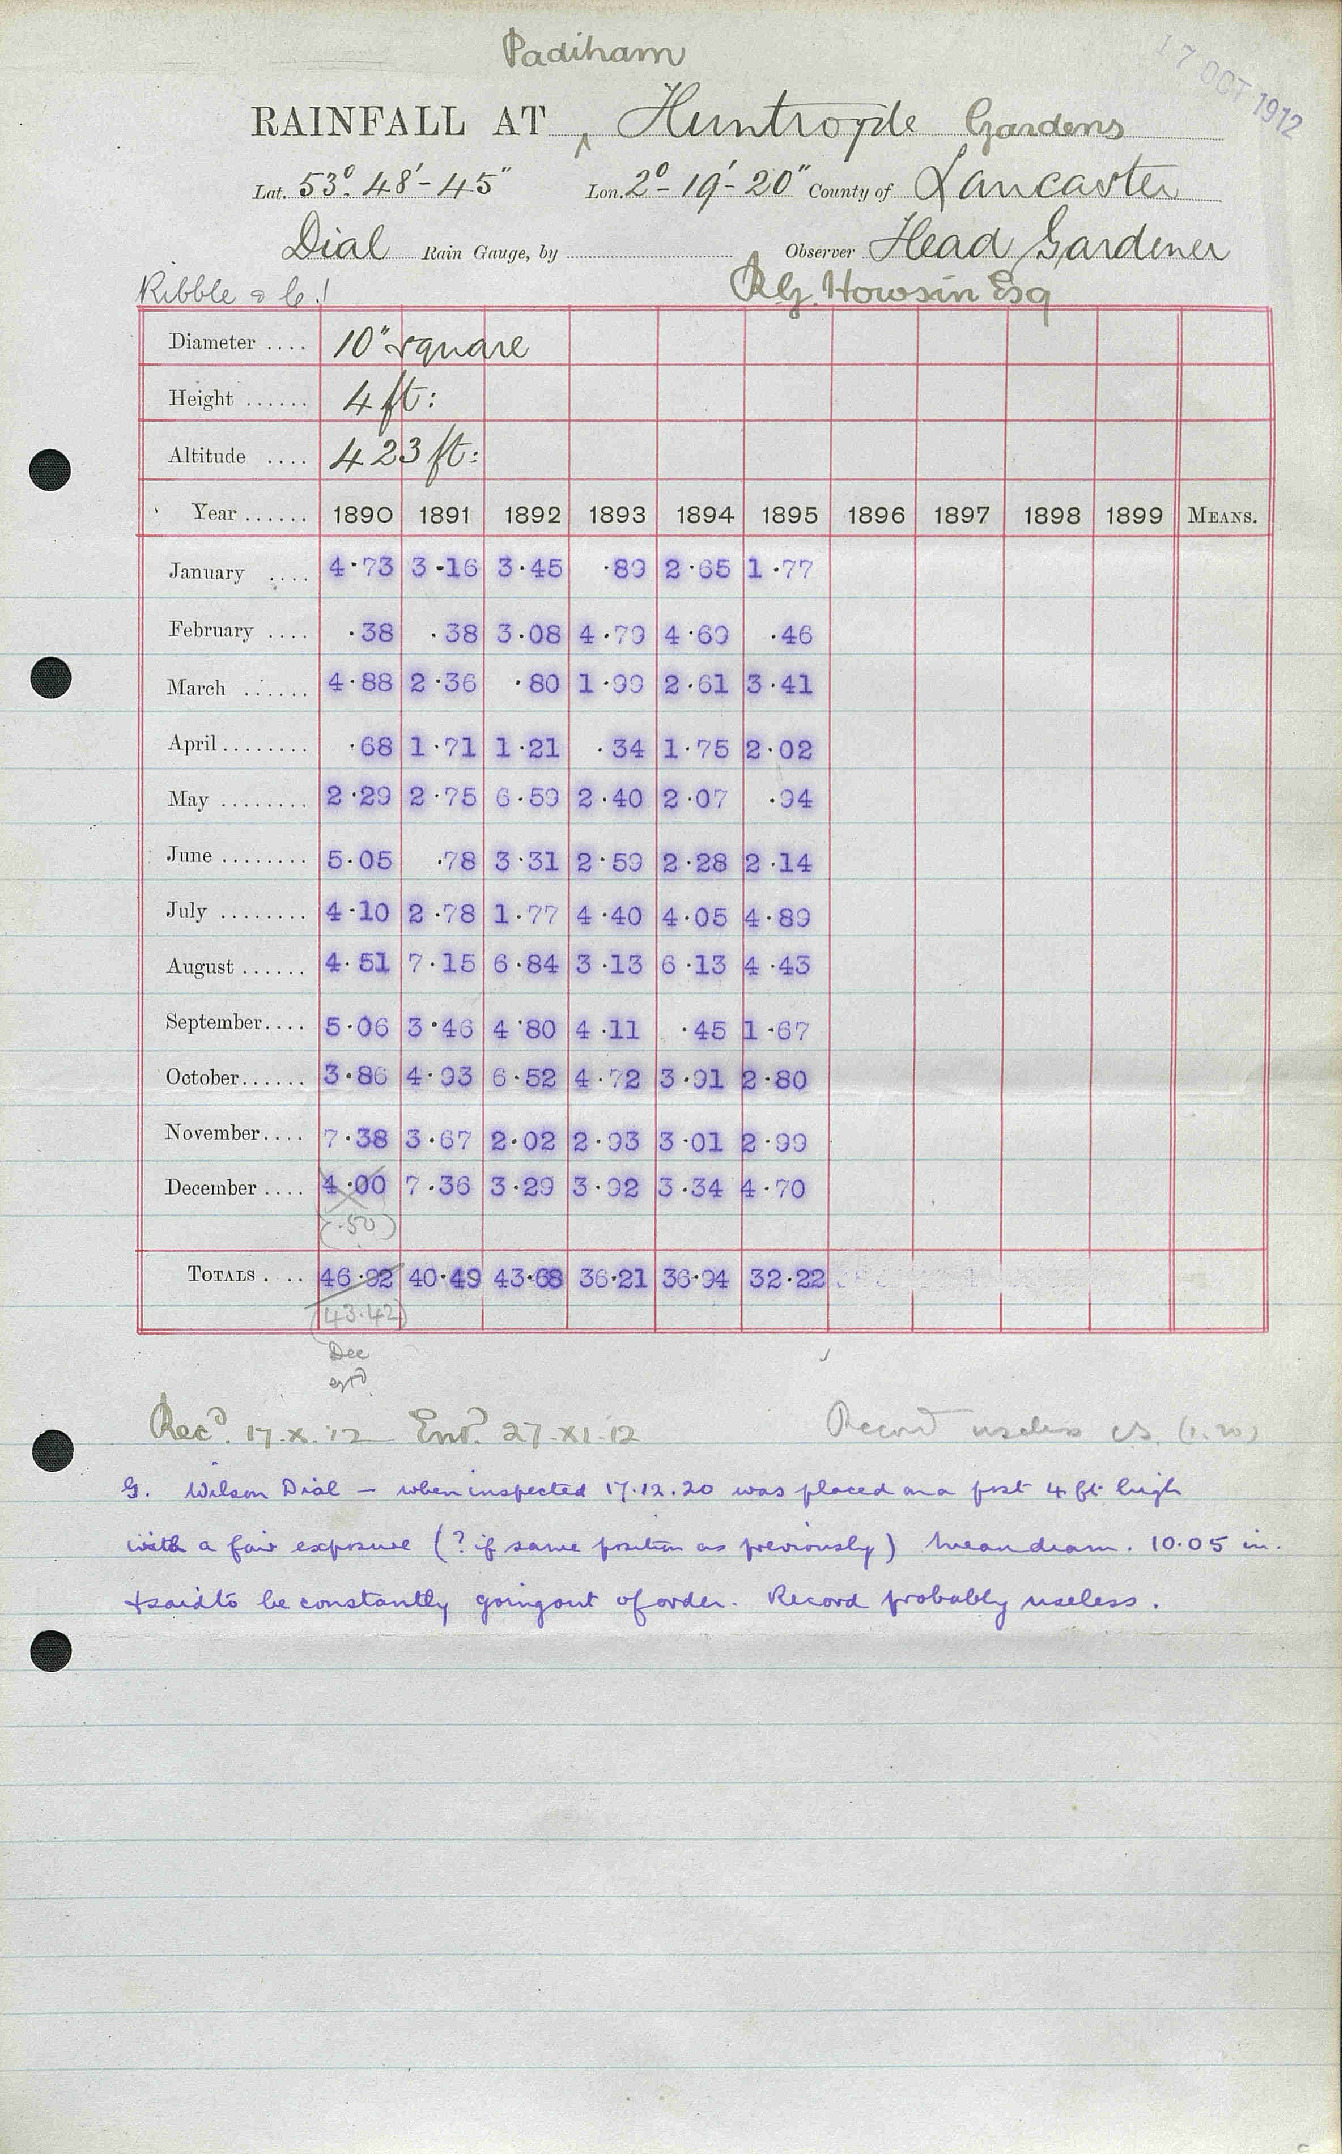 Padiham
17 OCT 1912
RAINFALL AT Huntroyde Gardens
Lat. 53° 48' - 45" Lon. 2° - 19' - 20" County of Lancaster
Dial Rain Gauge, by Observer Head Gardener
Ribble R.G. Howsin Esq
Diameter .... 10" square
Height ...... 4 ft:
Altitude .... 423 ft:
Year ...... 1890 1891 1892 1893 1894 1895 1896 1897 1898 1899 MEANS.
January .... 4.73 3.16 3.45 .89 2.65 1.77
February .... .38 .38 3.08 4.79 4.69 .46
March ...... 4.88 2.36 .80 1.99 2.61 3.41
April ........ .68 1.71 1.21 .34 1.75 2.02
May ........ 2.29 2.75 6.59 2.40 2.07 .94
June ........ 5.05 .78 3.31 2.59 2.28 2.14
July ........ 4.10 2.78 1.77 4.40 4.05 4.89
August ...... 4.51 7.15 6.84 3.13 6.13 4.43
September.... 5.06 3.46 4.80 4.11 .45 1.67
October...... 3.86 4.93 6.52 4.72 3.91 2.80
November.... 7.38 3.67 2.02 2.93 3.01 2.99
December .... 4.00 7.36 3.29 3.92 3.34 4.70
(.50)
TOTALS . ... 46.92 40.49 43.68 36.21 36.94 32.22
(43.42)
Dec
Recd. 17.X.12 Entd. 27.XI.12 Record useless
G. Wilson Dial — when inspected 17.12.20 was placed on a post 4 ft high
with a fair exposure (? if same position as previously) Mean diam. 10.05 in.
+ said to be constantly going out of order. Record probably useless.